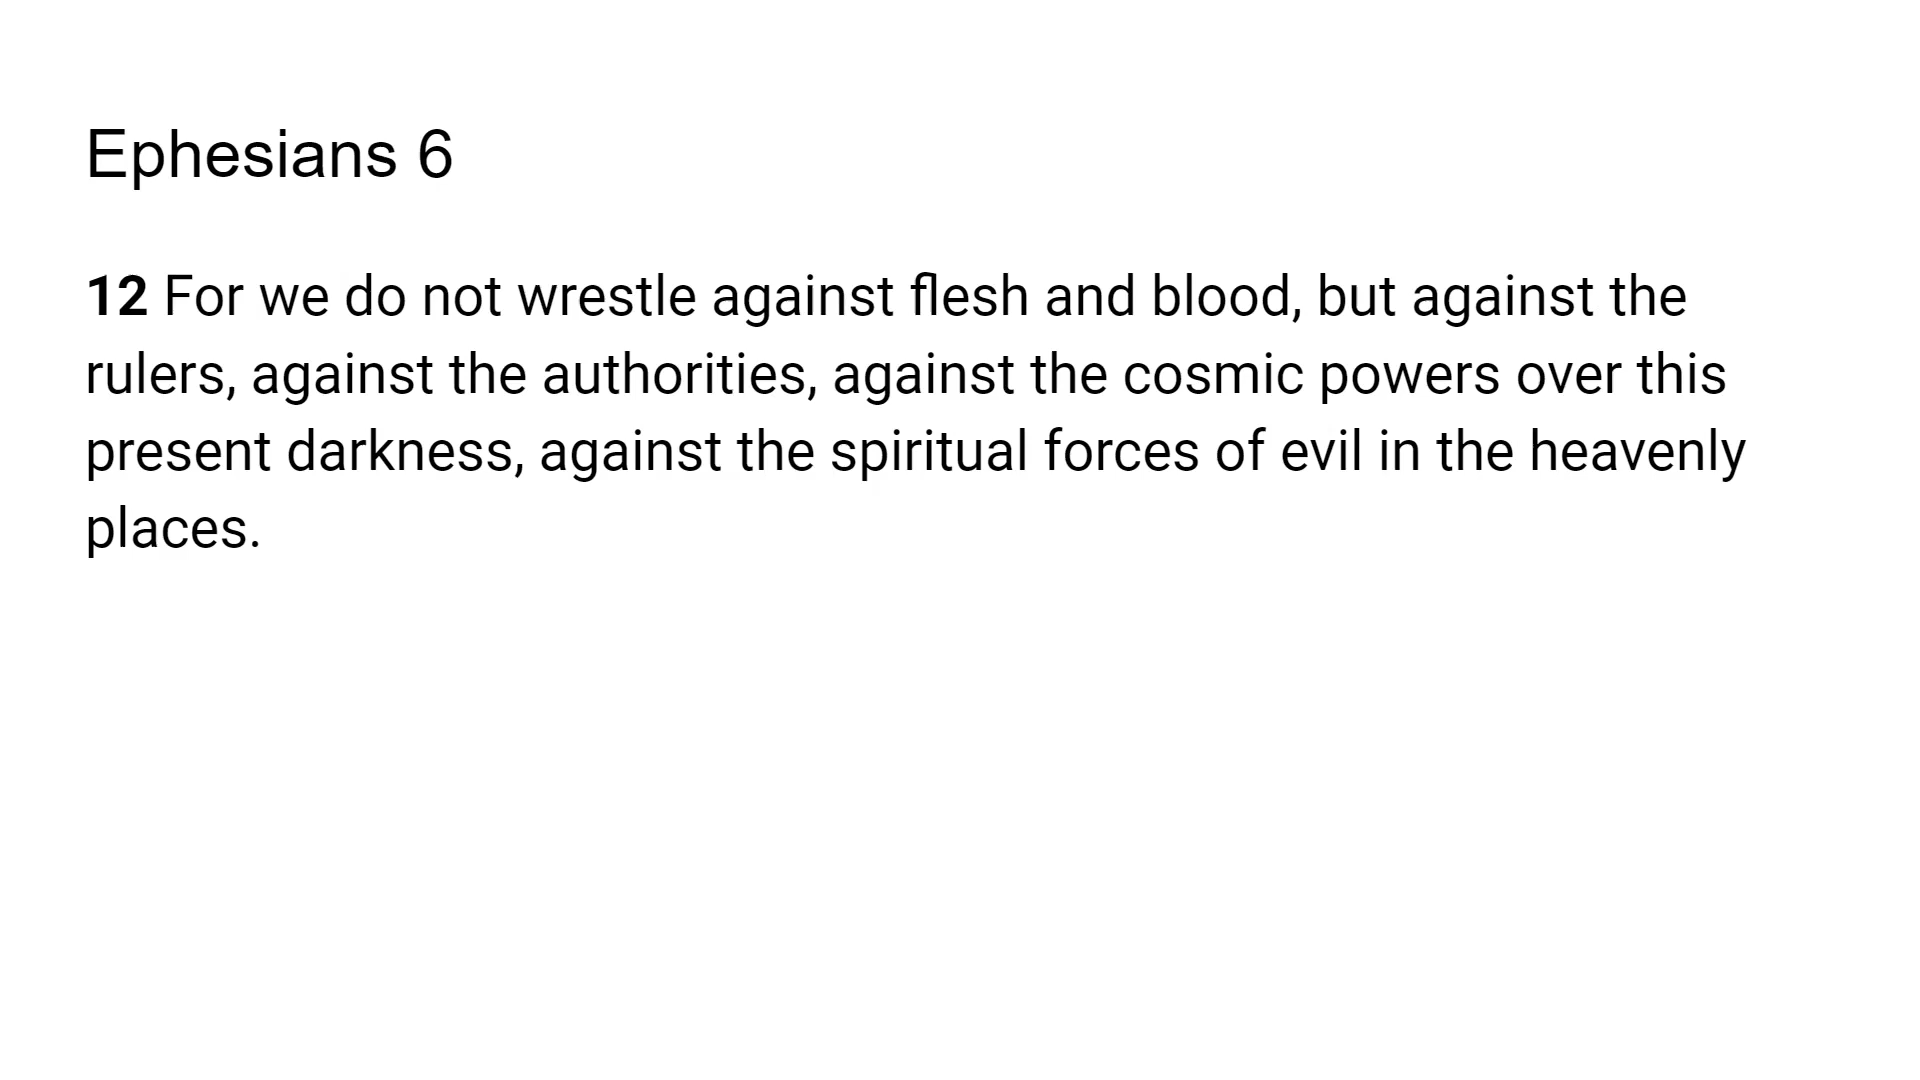 Ephesians 6
12 For we do not wrestle against flesh and blood, but against the
rulers, against the authorities, against the cosmic powers over this
present darkness, against the spiritual forces of evil in the heavenly
places.